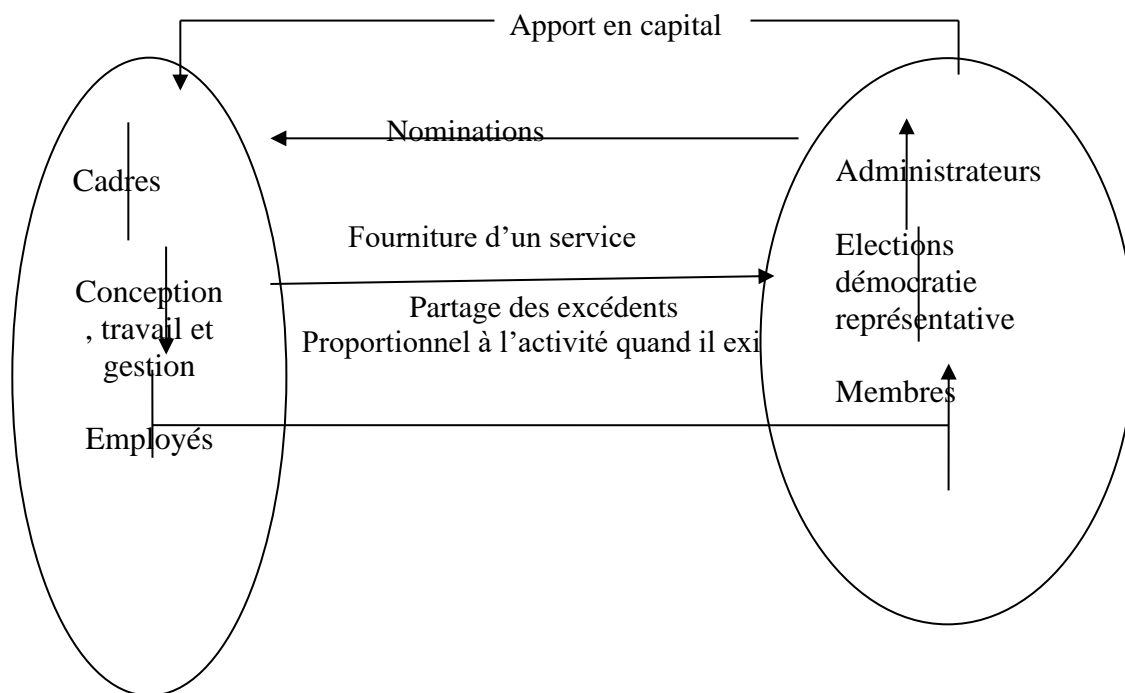 Apport en capital
Nominations
Cadres
Administrateurs
Fourniture d’un service
Elections
démocratie
représentative
Conception
, travail et
gestion
Partage des excédents
Proportionnel à l’activité quand il exi
Membres
Employés